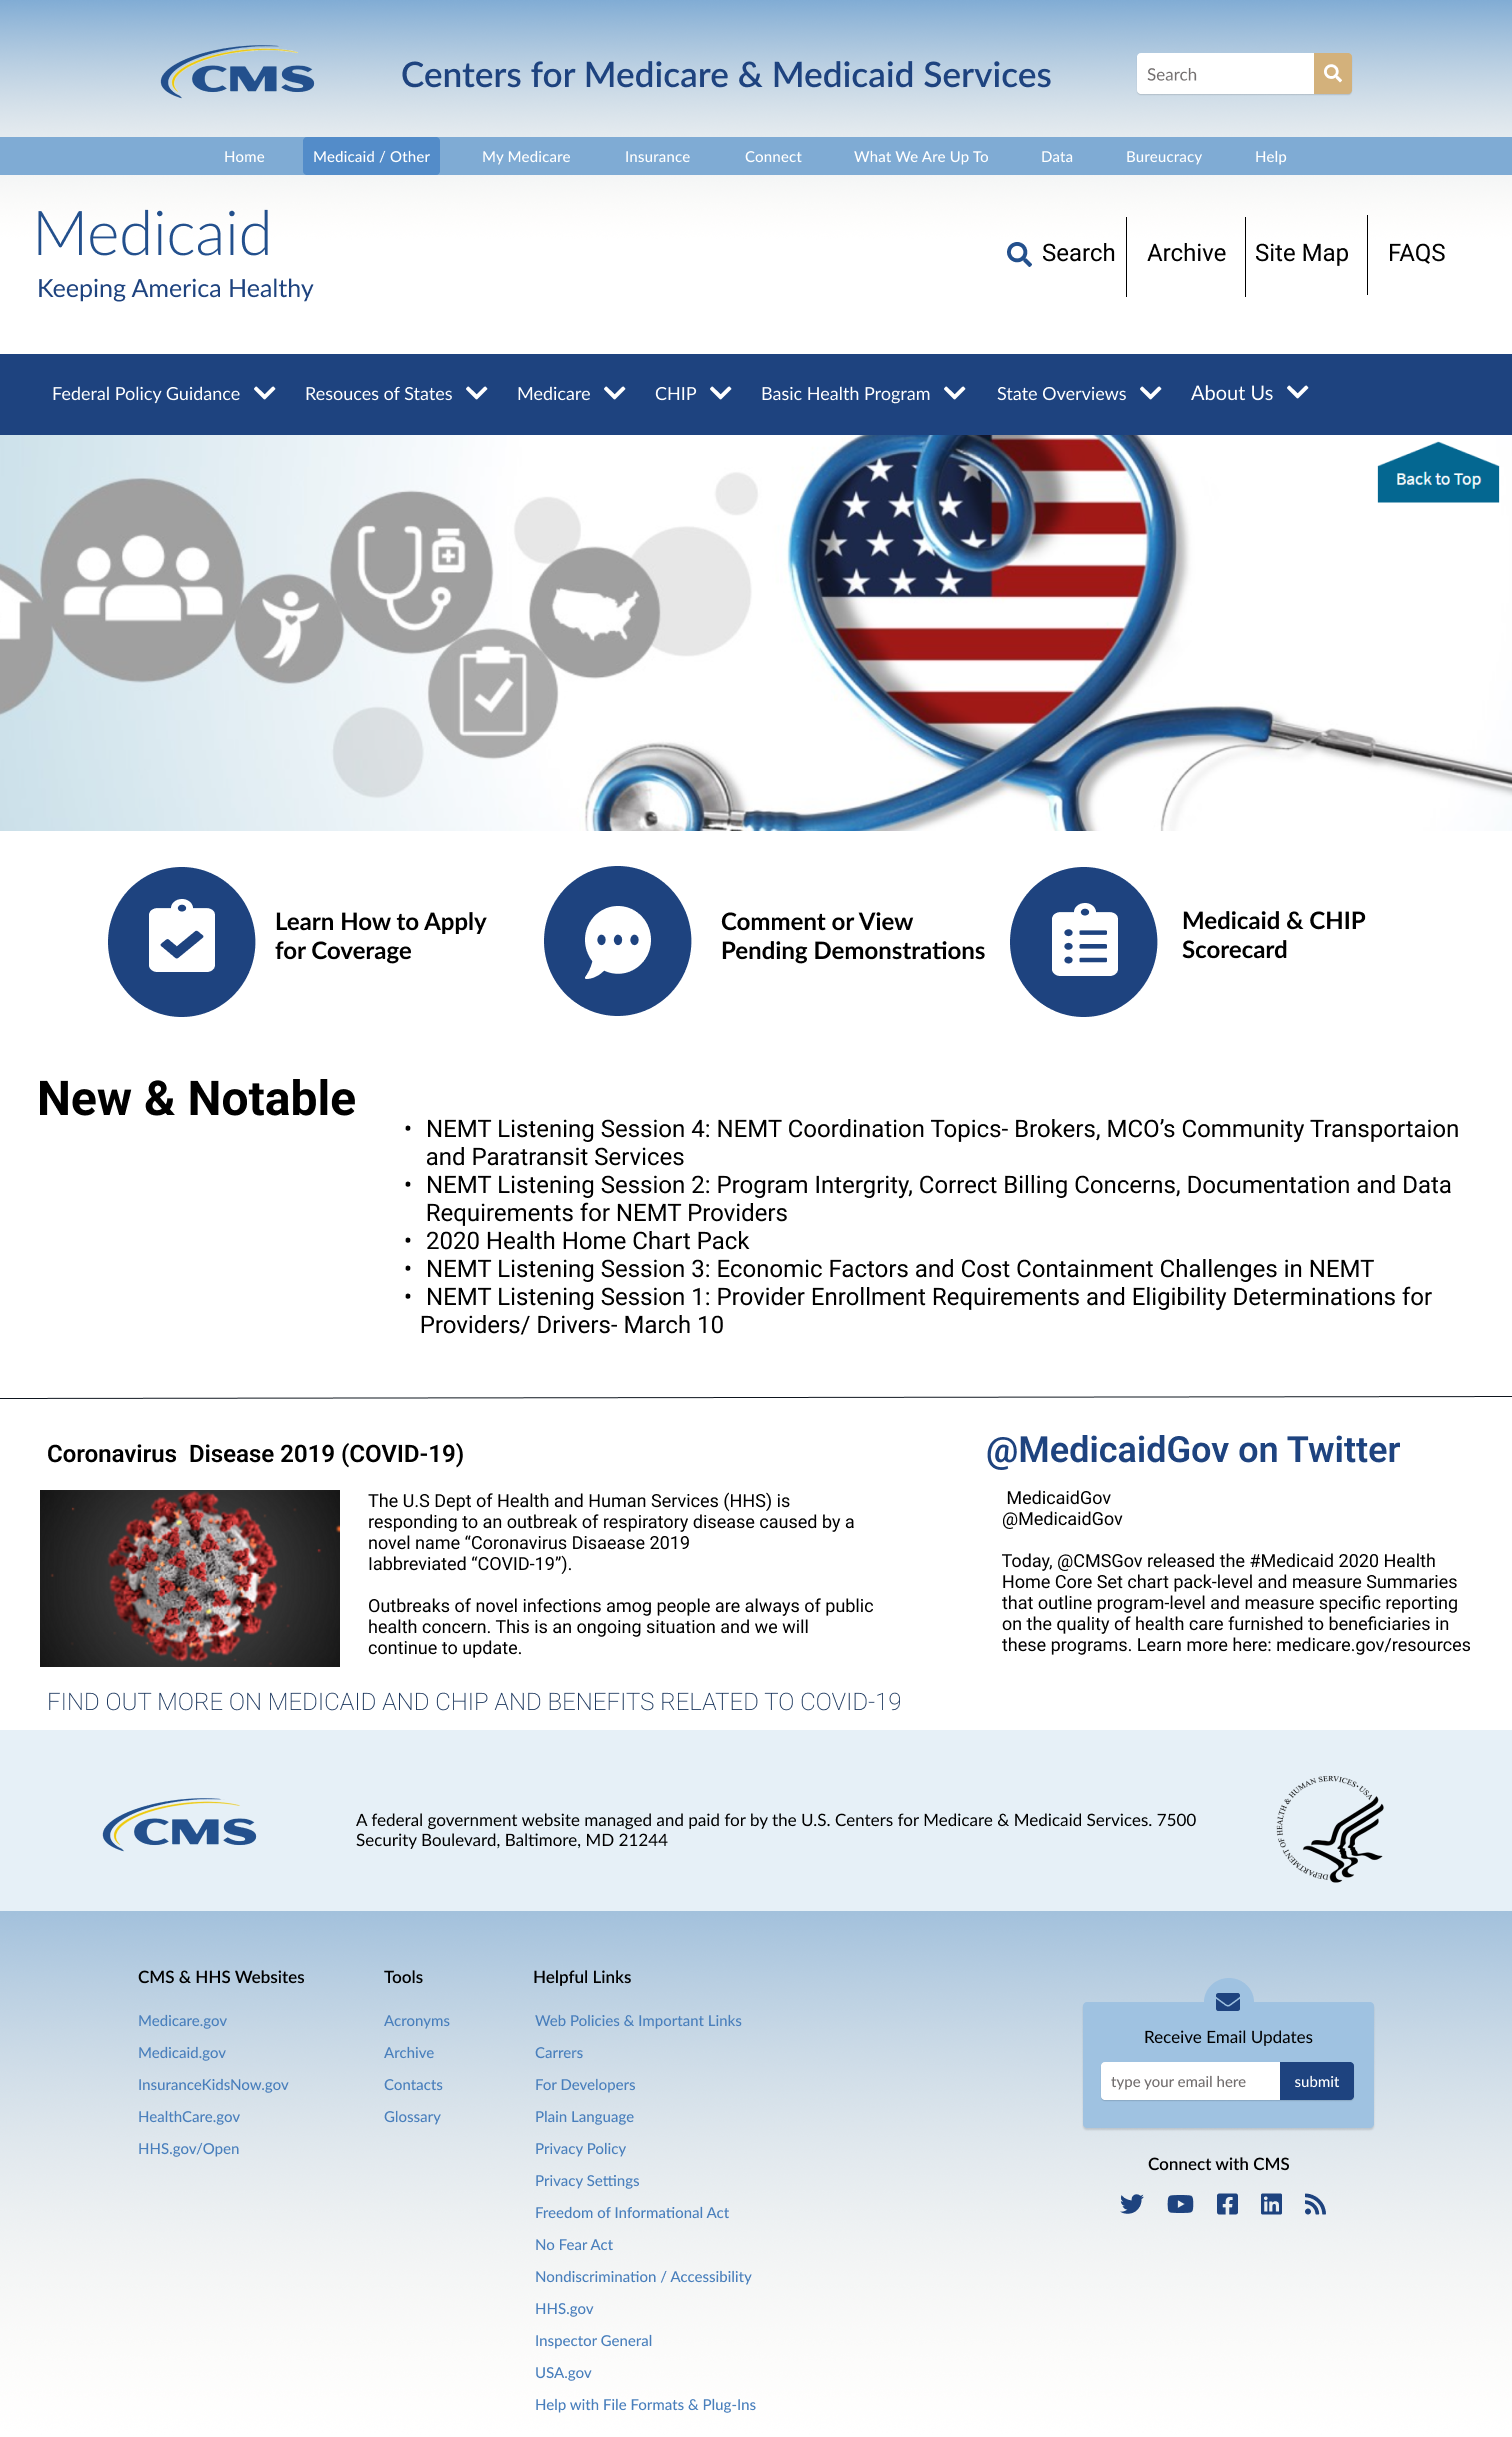 CMS
Centers for Medicare & Medicaid Services
Search
Home
Medicaid / Other
My Medicare
Insurance
Connect
What We Are Up To
Data
Bureucracy
Help
Medicaid
Keeping America Healthy
Search
Archive
Site Map
FAQS
Federal Policy Guidance
Resouces of States
Medicare
CHIP
Basic Health Program
State Overviews
About Us
Back to Top
Learn How to Apply
for Coverage
Comment or View
Pending Demonstrations
Medicaid & CHIP
Scorecard
New & Notable
• NEMT Listening Session 4: NEMT Coordination Topics- Brokers, MCO’s Community Transportaion
and Paratransit Services
• NEMT Listening Session 2: Program Intergrity, Correct Billing Concerns, Documentation and Data
Requirements for NEMT Providers
• 2020 Health Home Chart Pack
• NEMT Listening Session 3: Economic Factors and Cost Containment Challenges in NEMT
• NEMT Listening Session 1: Provider Enrollment Requirements and Eligibility Determinations for
Providers/ Drivers- March 10
Coronavirus Disease 2019 (COVID-19)
The U.S Dept of Health and Human Services (HHS) is
responding to an outbreak of respiratory disease caused by a
novel name “Coronavirus Disaease 2019
Iabbreviated “COVID-19”).
Outbreaks of novel infections amog people are always of public
health concern. This is an ongoing situation and we will
continue to update.
FIND OUT MORE ON MEDICAID AND CHIP AND BENEFITS RELATED TO COVID-19
@MedicaidGov on Twitter
MedicaidGov
@MedicaidGov
Today, @CMSGov released the #Medicaid 2020 Health
Home Core Set chart pack-level and measure Summaries
that outline program-level and measure specific reporting
on the quality of health care furnished to beneficiaries in
these programs. Learn more here: medicare.gov/resources
CMS
A federal government website managed and paid for by the U.S. Centers for Medicare & Medicaid Services. 7500
Security Boulevard, Baltimore, MD 21244
DEPARTMENT OF HEALTH & HUMAN SERVICES • USA
CMS & HHS Websites
Medicare.gov
Medicaid.gov
InsuranceKidsNow.gov
HealthCare.gov
HHS.gov/Open
Tools
Acronyms
Archive
Contacts
Glossary
Helpful Links
Web Policies & Important Links
Carrers
For Developers
Plain Language
Privacy Policy
Privacy Settings
Freedom of Informational Act
No Fear Act
Nondiscrimination / Accessibility
HHS.gov
Inspector General
USA.gov
Help with File Formats & Plug-Ins
Receive Email Updates
type your email here
submit
Connect with CMS